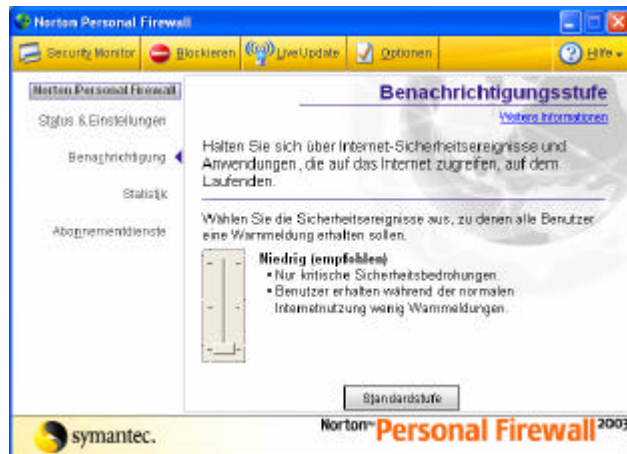 Norton Personal Firewall
Security Monitor Blockieren LiveUpdate Optionen Hilfe
Norton Personal Firewall
Status & Einstellungen
Benachrichtigung
Statistik
Abonnementdienste
Benachrichtigungsstufe
Weitere Informationen
Halten Sie sich über Internet-Sicherheitsereignisse und
Anwendungen, die auf das Internet zugreifen, auf dem
Laufenden.
Wählen Sie die Sicherheitsereignisse aus, zu denen alle Benutzer
eine Warnmeldung erhalten sollen.
Niedrig (empfohlen)
▪ Nur kritische Sicherheitsbedrohungen.
▪ Benutzer erhalten während der normalen
Internetnutzung wenig Warnmeldungen.
Standardstufe
symantec.
Norton™ Personal Firewall 2003